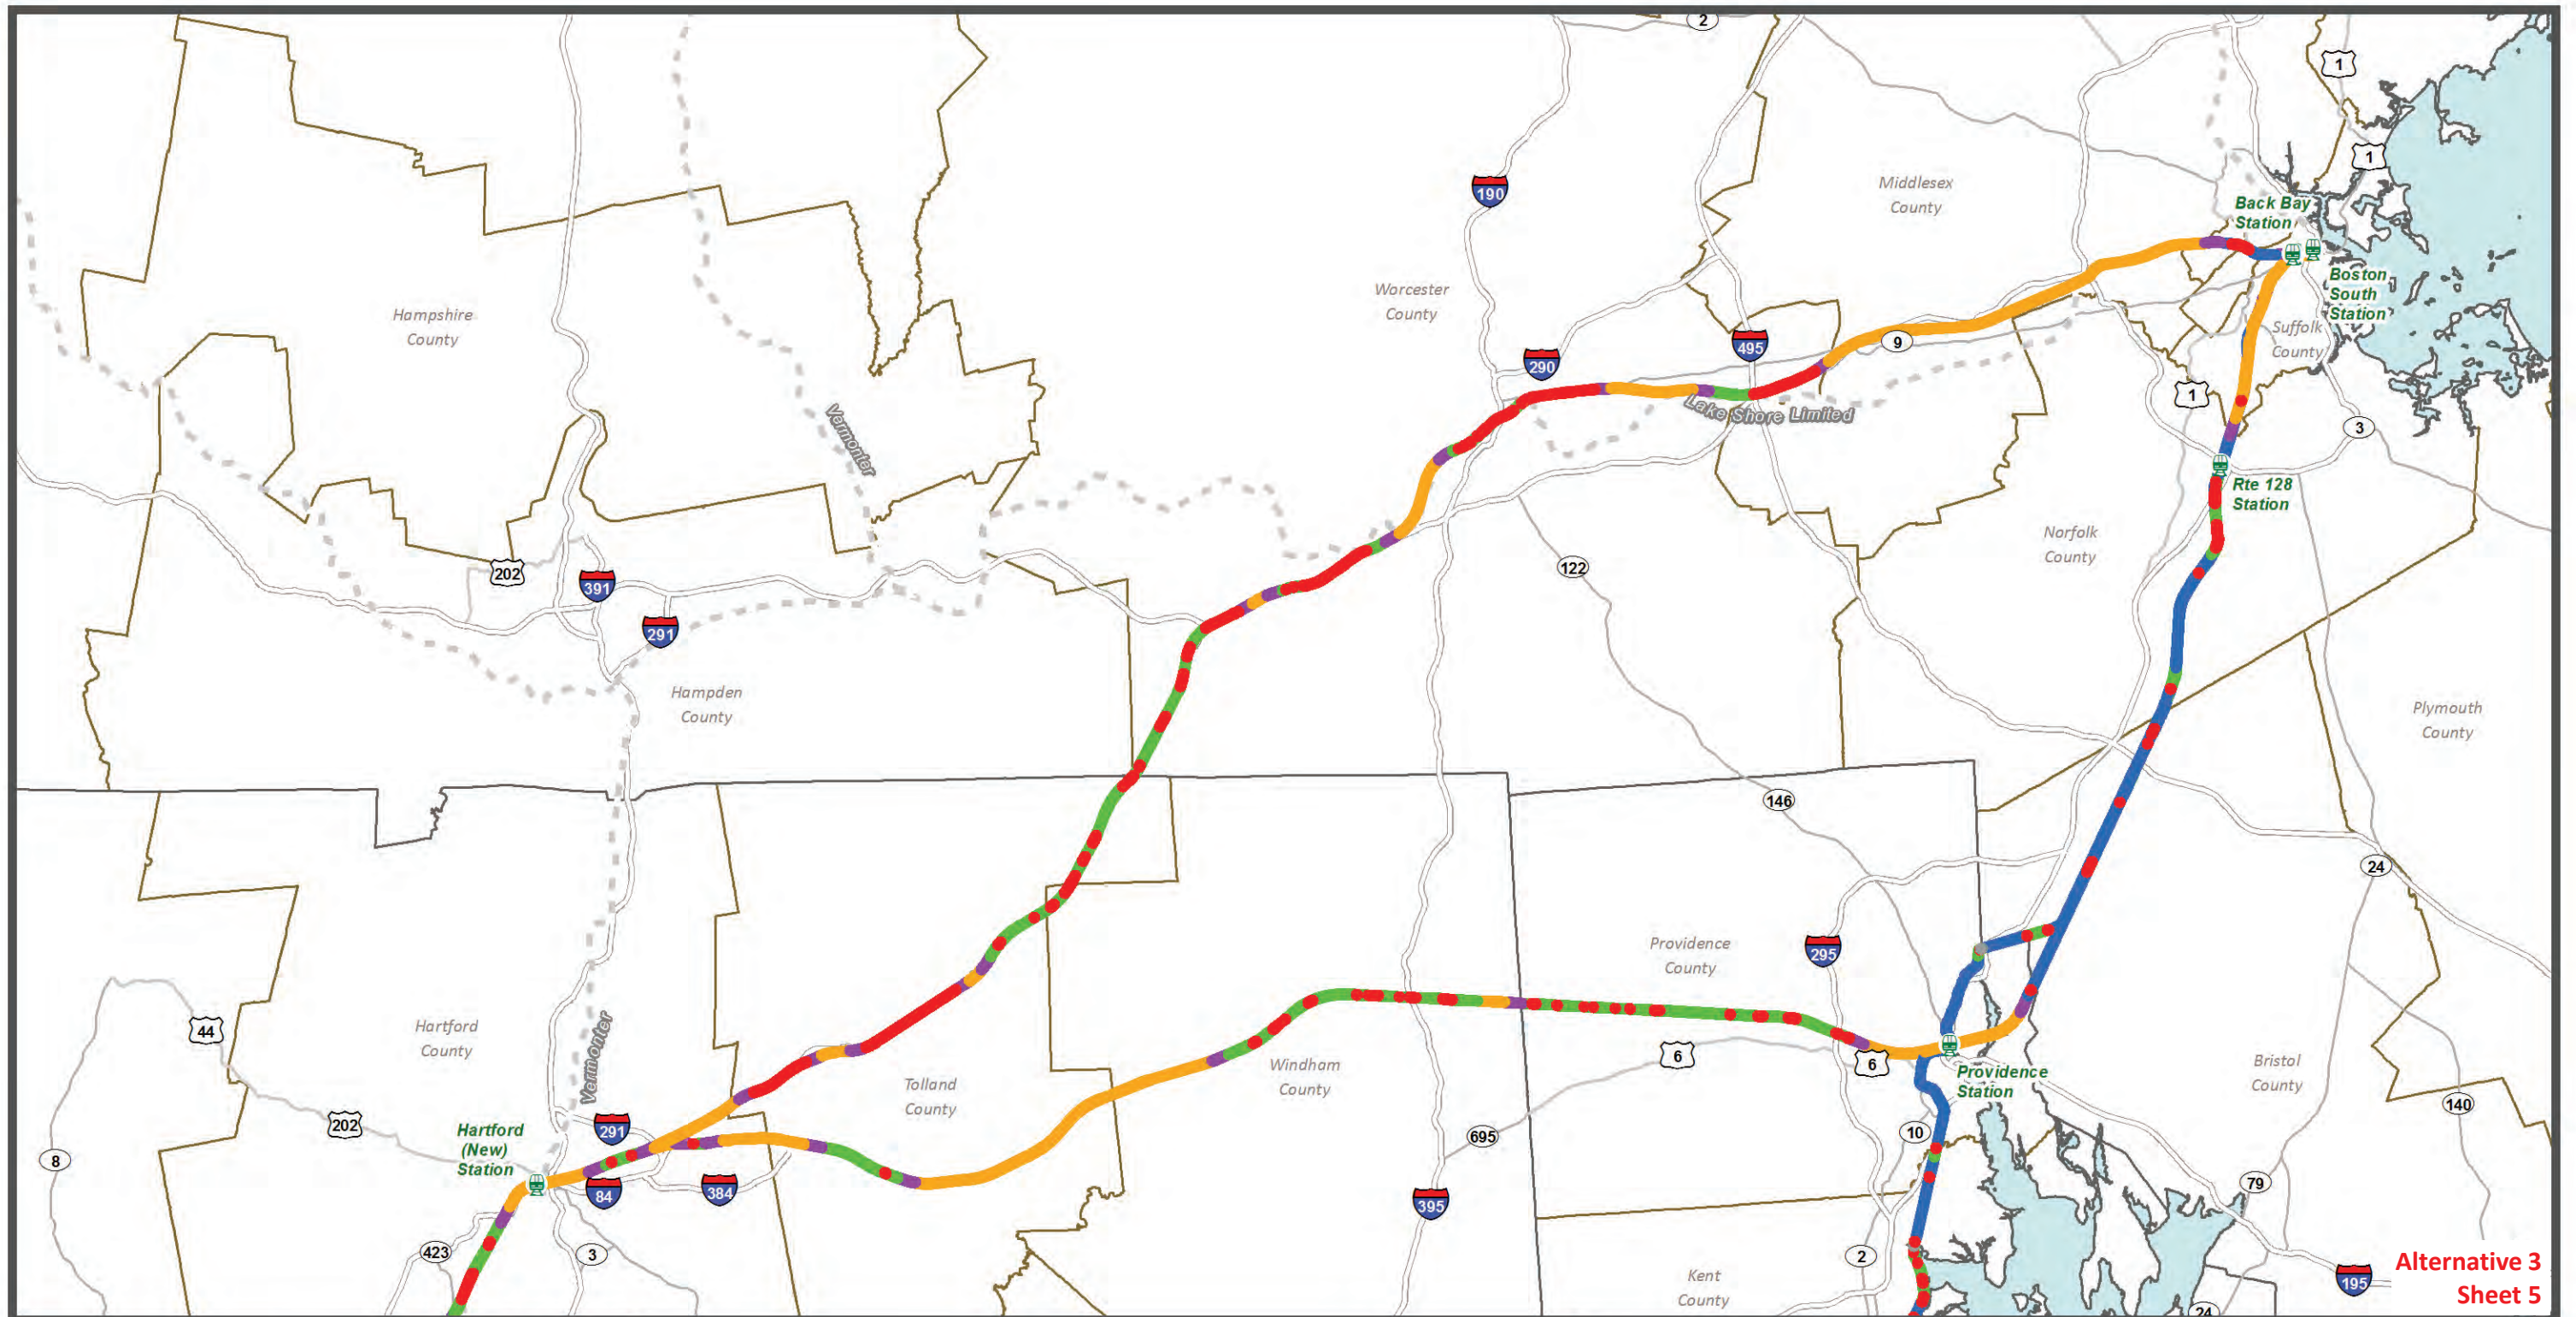 2
1
1
190
Middlesex
County
Back Bay
Station
Worcester
County
Boston
South
Station
Hampshire
County
Suffolk
County
495
9
290
1
Lake Shore Limited
3
Vermonter
Rte 128
Station
Norfolk
County
202
391
122
291
Hampden
County
Plymouth
County
146
24
Providence
County
295
44
Hartford
County
Vermonter
6
6
Windham
County
Tolland
County
Providence
Station
Bristol
County
140
202
291
Hartford
(New)
Station
695
10
8
84
384
79
395
423
3
2
Kent
County
195
Alternative 3
Sheet 5
24